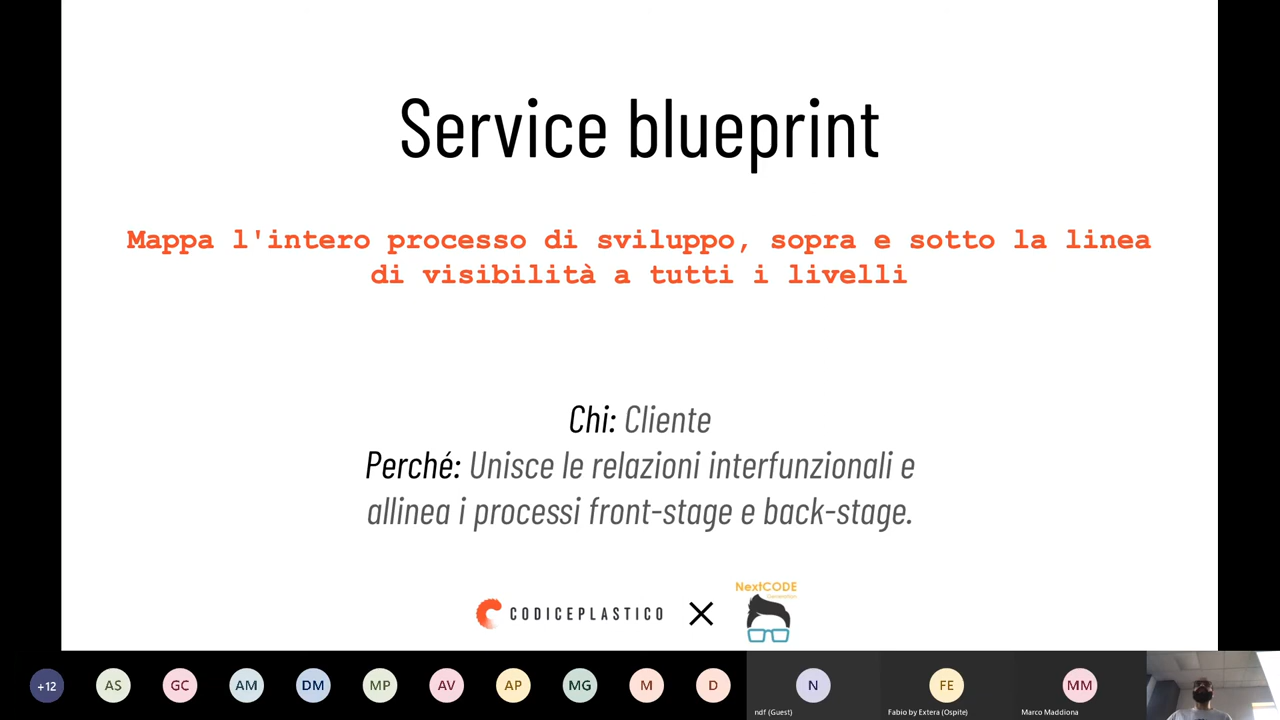 Service blueprint
Mappa l'intero processo di sviluppo, sopra e sotto la linea
di visibilità a tutti i livelli
Chi: Cliente
Perché: Unisce le relazioni interfunzionali e
allinea i processi front-stage e back-stage.
CODICEPLASTICO
NextCODE
+12
AS
GC
AM
DM
MP
AV
AP
MG
M
D
N
FE
MM
ndf (Guest)
Fabio by Extera (Ospite)
Marco Maddiona